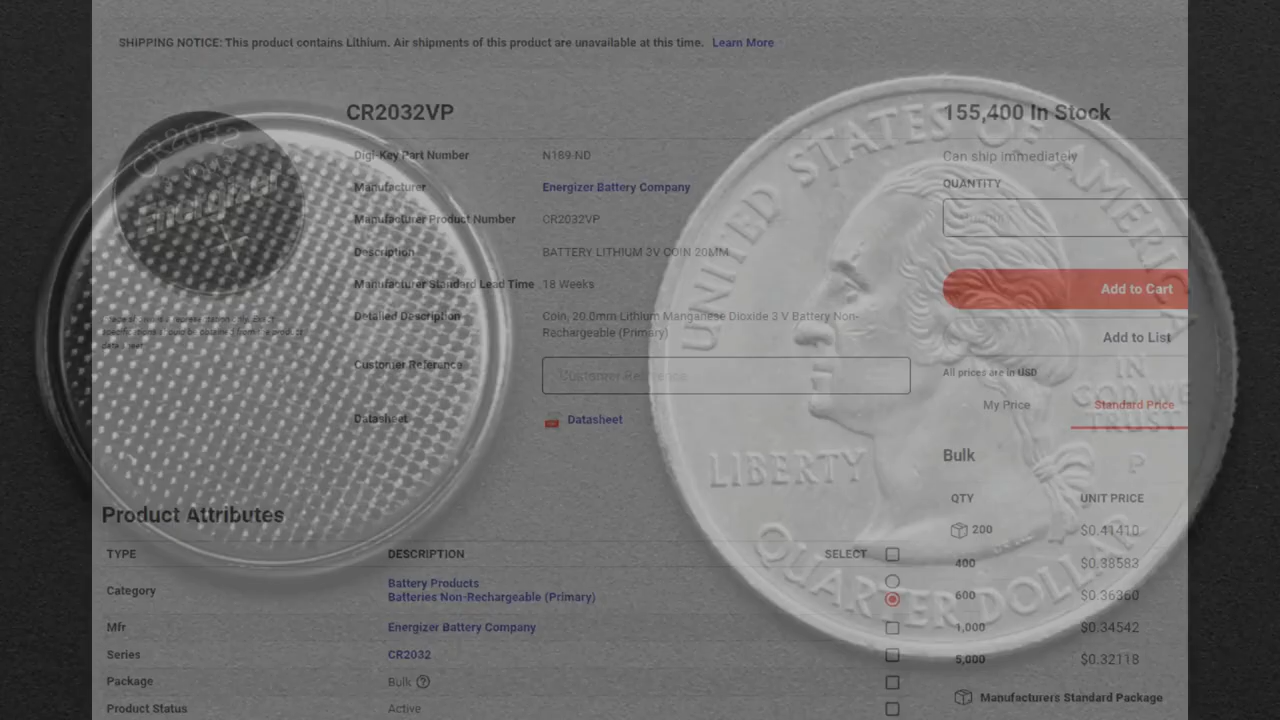 SHIPPING NOTICE: This product contains Lithium. Air shipments of this product are unavailable at this time. Learn More
CR2032
Energizer
CR2032VP
Digi-Key Part Number N189-ND
Manufacturer Energizer Battery Company
Manufacturer Product Number CR2032VP
Description BATTERY LITHIUM 3V COIN 20MM
Manufacturer Standard Lead Time 18 Weeks
Detailed Description Coin, 20.0mm Lithium Manganese Dioxide 3 V Battery Non-
Rechargeable (Primary)
Customer Reference Customer Reference
Datasheet Datasheet
155,400 In Stock
Can ship immediately
QUANTITY
Add to Cart
Add to List
All prices are in USD
My Price Standard Price
Bulk
QTY UNIT PRICE
200 $0.41410
400 $0.38583
600 $0.36360
1,000 $0.34542
5,000 $0.32118
Manufacturers Standard Package
UNITED STATES OF AMERICA
LIBERTY
IN
GOD WE
TRUST
P
QUARTER DOLLAR
Product Attributes
TYPE DESCRIPTION SELECT
Category Battery Products
Batteries Non-Rechargeable (Primary)
Mfr Energizer Battery Company
Series CR2032
Package Bulk
Product Status Active